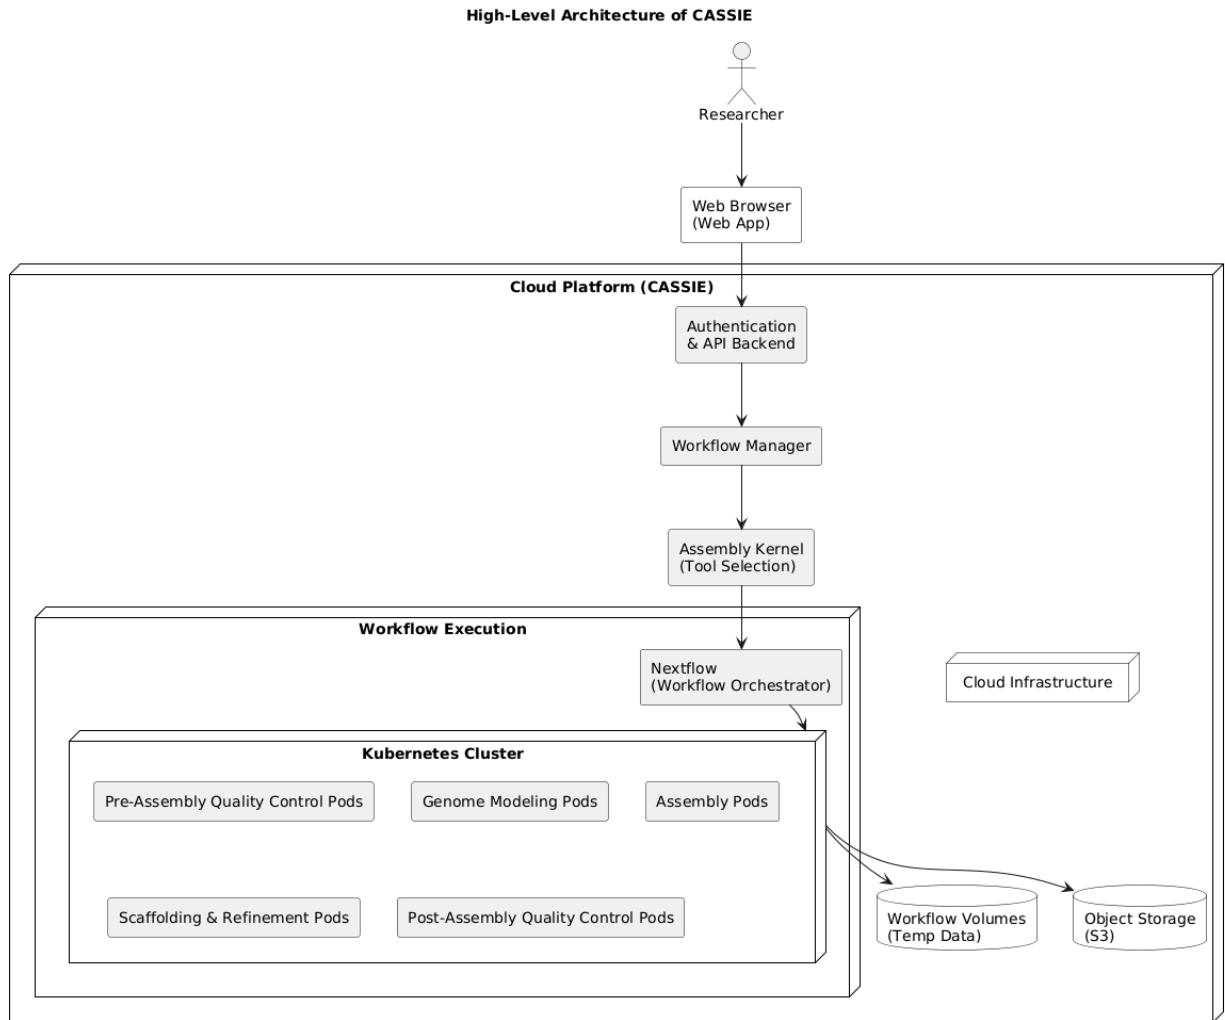 High-Level Architecture of CASSIE
Researcher
Web Browser
(Web App)
Cloud Platform (CASSIE)
Authentication
& API Backend
Workflow Manager
Assembly Kernel
(Tool Selection)
Workflow Execution
Nextflow
(Workflow Orchestrator)
Cloud Infrastructure
Kubernetes Cluster
Pre-Assembly Quality Control Pods
Genome Modeling Pods
Assembly Pods
Scaffolding & Refinement Pods
Post-Assembly Quality Control Pods
Workflow Volumes
(Temp Data)
Object Storage
(S3)